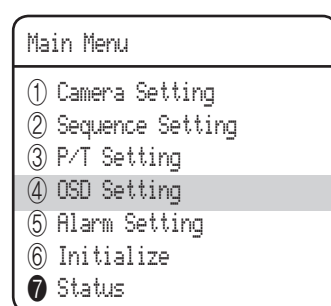 Main Menu
① Camera Setting
② Sequence Setting
③ P/T Setting
④ OSD Setting
⑤ Alarm Setting
⑥ Initialize
❼ Status